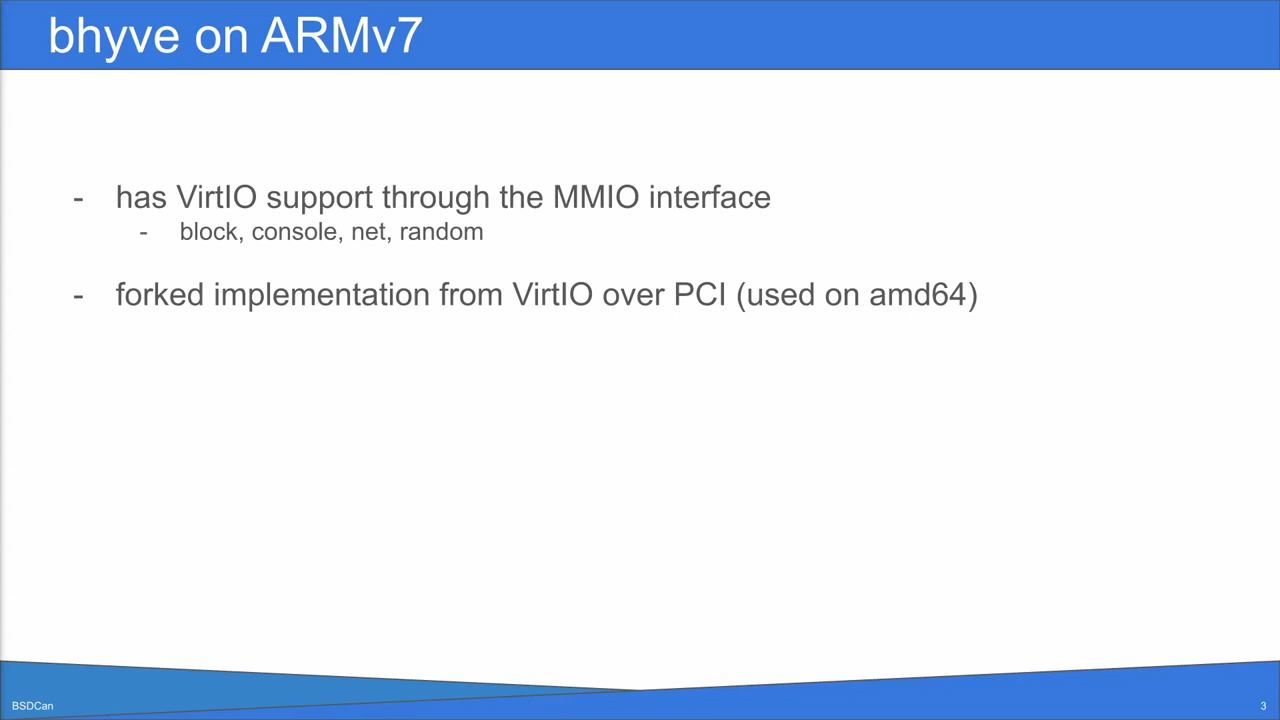 bhyve on ARMv7
- has VirtIO support through the MMIO interface
- block, console, net, random
- forked implementation from VirtIO over PCI (used on amd64)
BSDCan
3